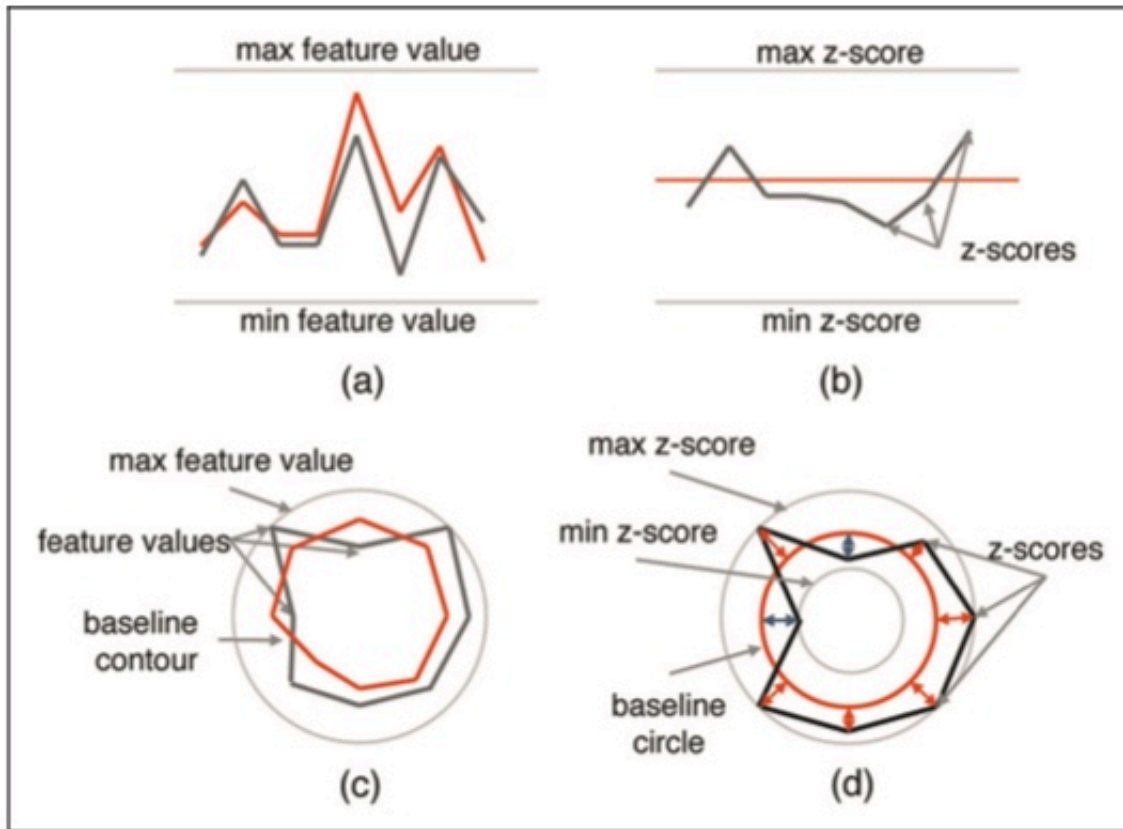 max feature value
min feature value
(a)
max z-score
z-scores
min z-score
(b)
max feature value
feature values
baseline
contour
(c)
max z-score
min z-score
z-scores
baseline
circle
(d)